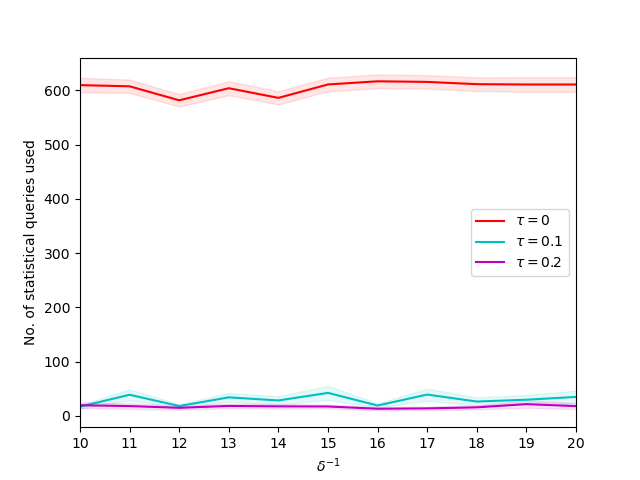 No. of statistical queries used
600
500
400
300
200
100
0
τ = 0
τ = 0.1
τ = 0.2
10 11 12 13 14 15 16 17 18 19 20
δ⁻¹